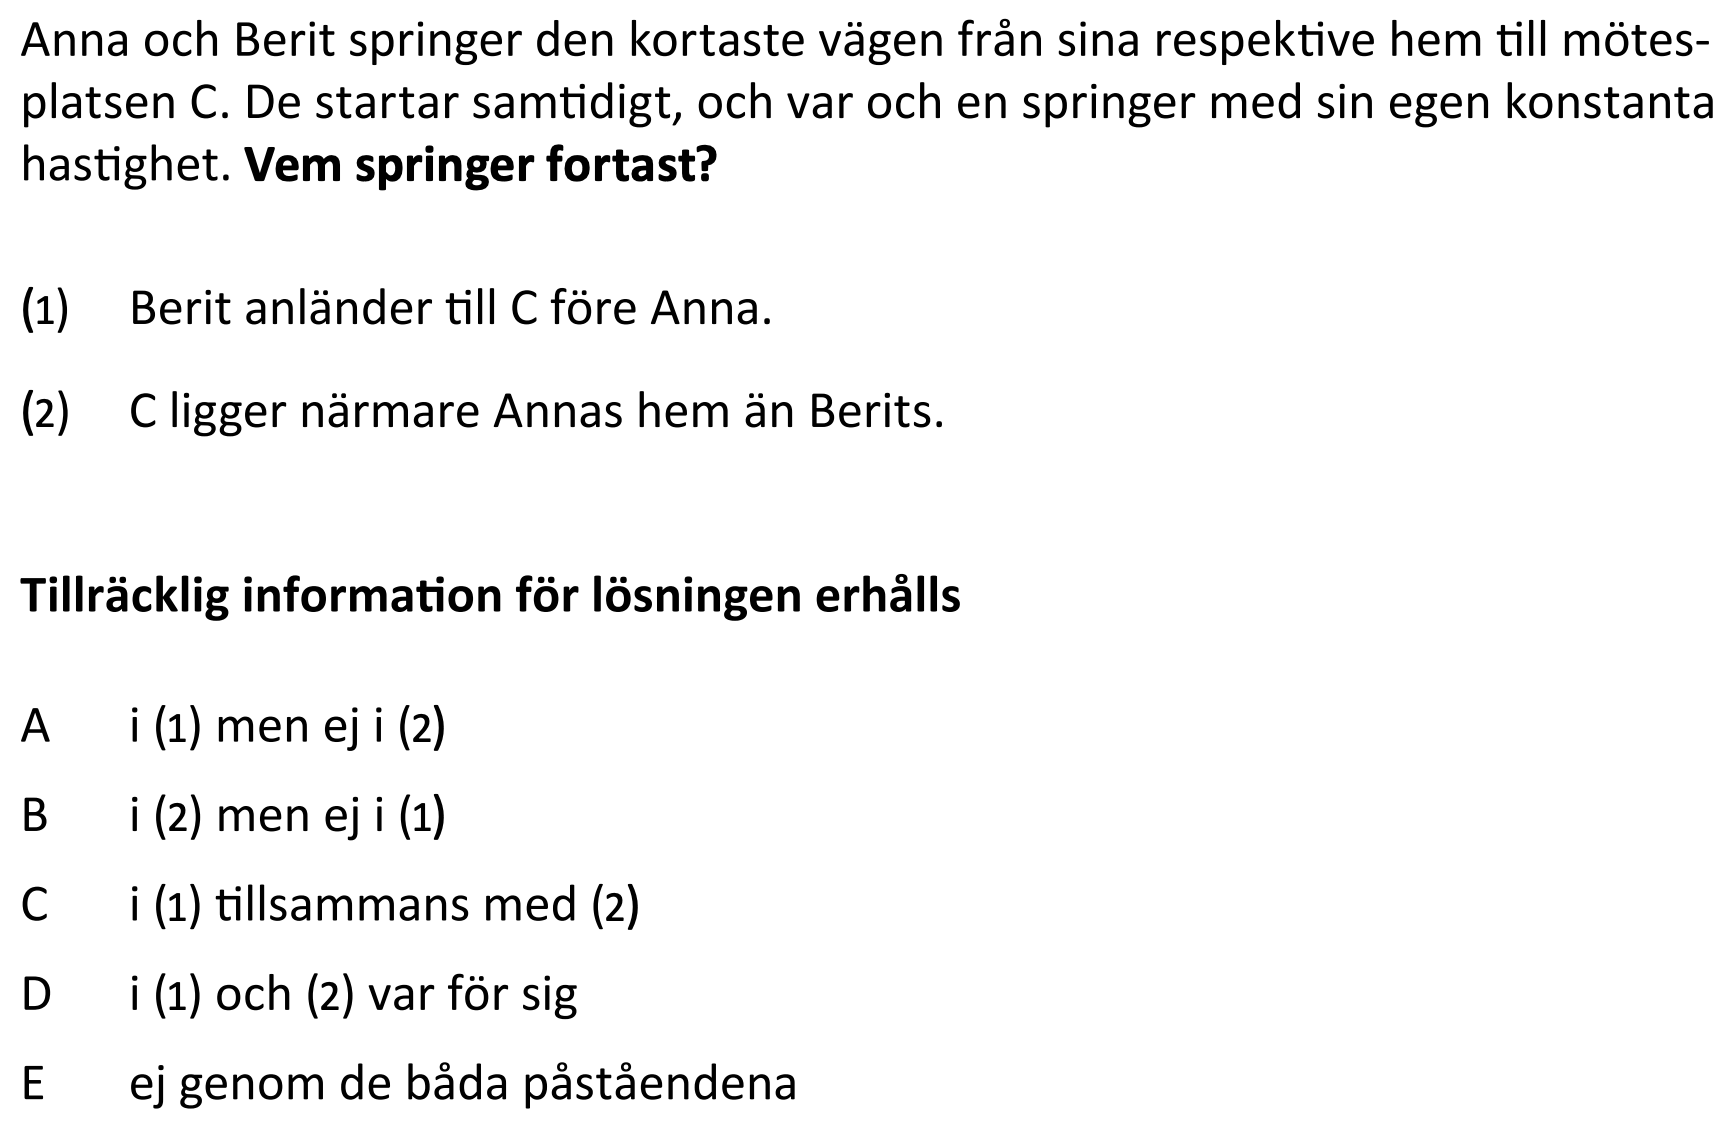 Anna och Berit springer den kortaste vägen från sina respektive hem till mötes-
platsen C. De startar samtidigt, och var och en springer med sin egen konstanta
hastighet. Vem springer fortast?
(1) Berit anländer till C före Anna.
(2) C ligger närmare Annas hem än Berits.
Tillräcklig information för lösningen erhålls
A i (1) men ej i (2)
B i (2) men ej i (1)
C i (1) tillsammans med (2)
D i (1) och (2) var för sig
E ej genom de båda påståendena